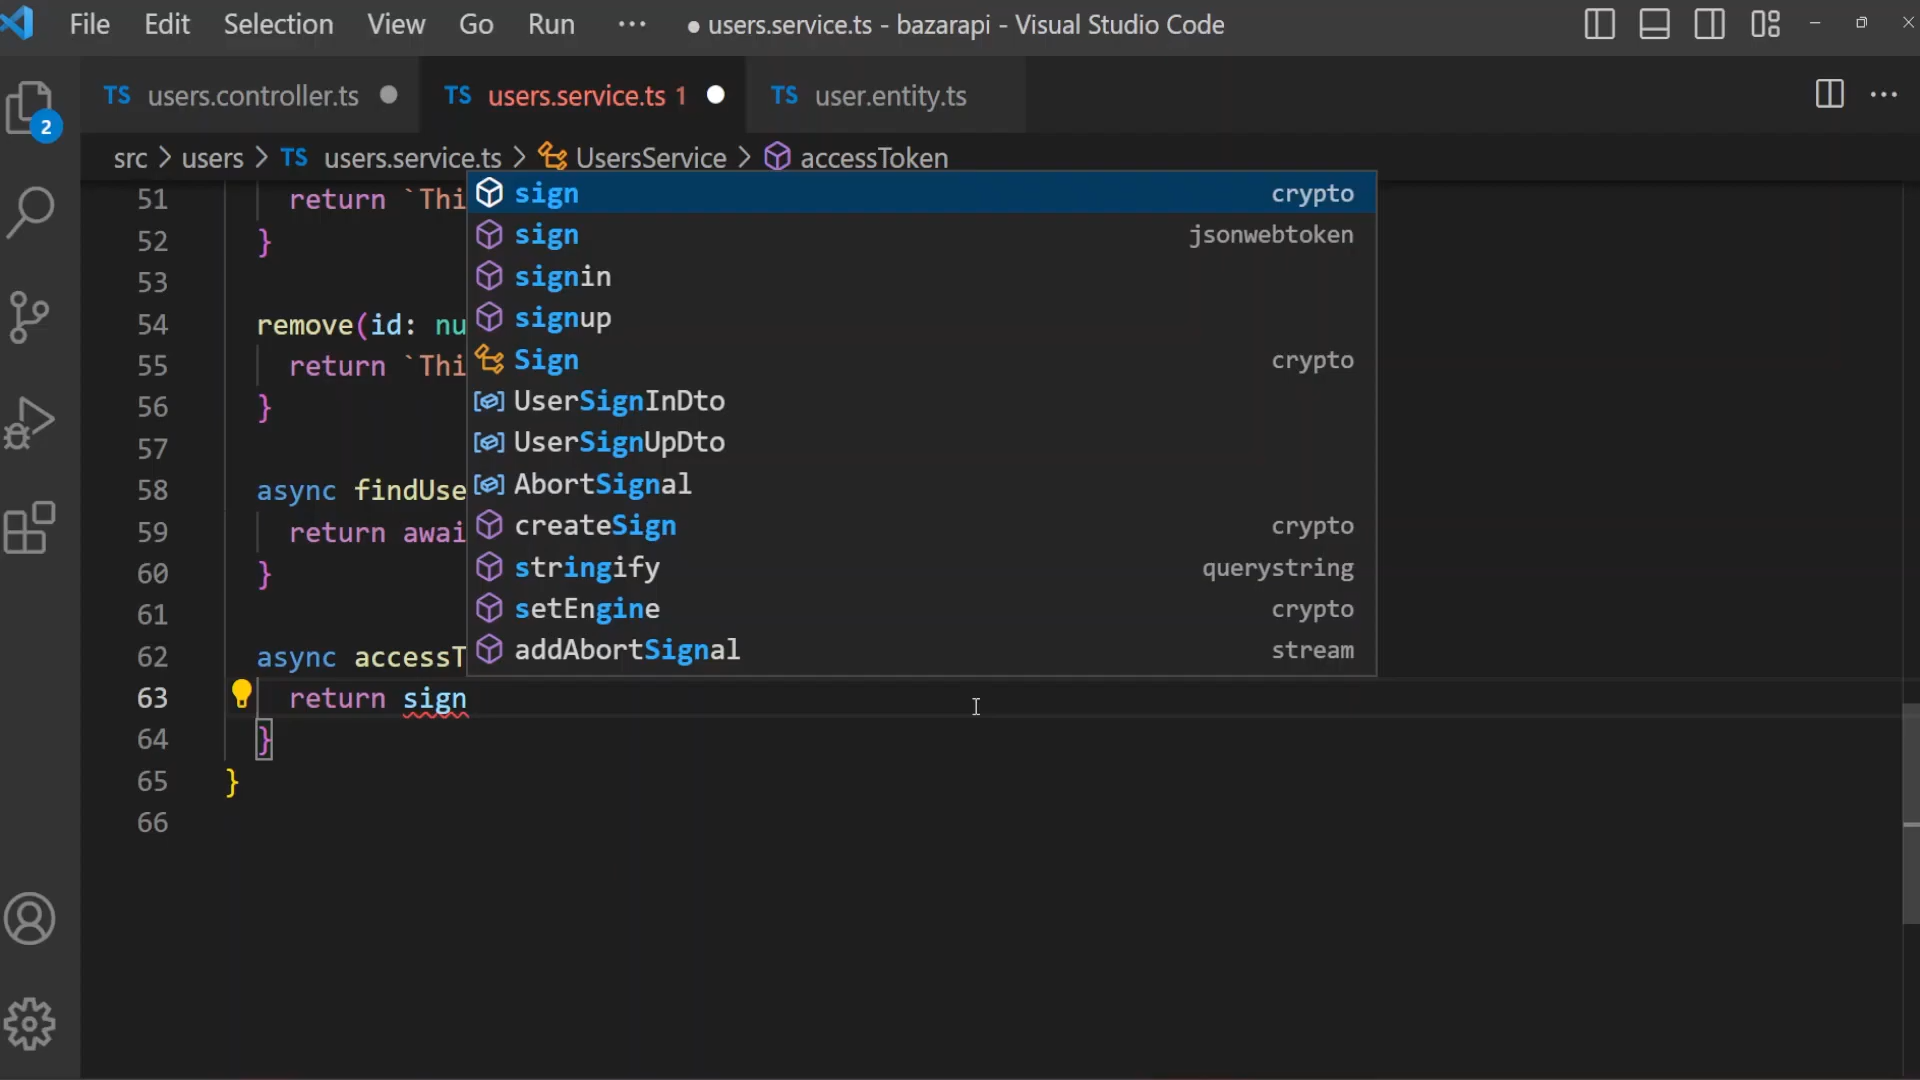 File Edit Selection View Go Run ··· ● users.service.ts - bazarapi - Visual Studio Code
TS users.controller.ts TS users.service.ts 1 TS user.entity.ts
src > users > TS users.service.ts > UsersService > accessToken
2
51 return `Thi
52 }
53
54 remove(id: nu
55 return `Thi
56 }
57
58 async findUse
59 return awai
60 }
61
62 async accessT
63 return sign
64 }
65 }
66
sign crypto
sign jsonwebtoken
signin
signup
Sign crypto
UserSignInDto
UserSignUpDto
AbortSignal
createSign crypto
stringify querystring
setEngine crypto
addAbortSignal stream